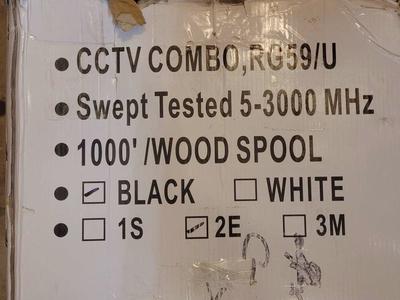 • CCTV COMBO,RG59/U
• Swept Tested 5-3000 MHz
• 1000' /WOOD SPOOL
• ☑ BLACK ☐ WHITE
• ☐ 1S ☑ 2E ☐ 3M